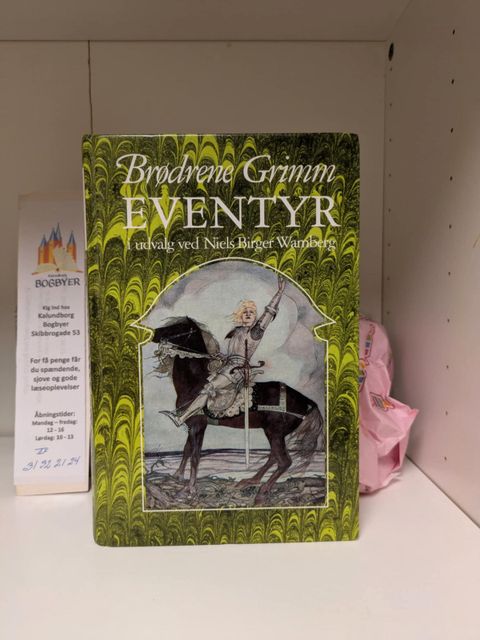 Brødrene Grimm
EVENTYR
i udvalg ved Niels Birger Wamberg
BOGBYER
Kig ind hos
Kalundborg
Bogbyer
Skibbrogade 53
For få penge får
du spændende,
sjove og gode
læseoplevelser
Åbningstider:
Mandag – fredag:
12 - 16
Lørdag: 10 - 13
31 92 21 24